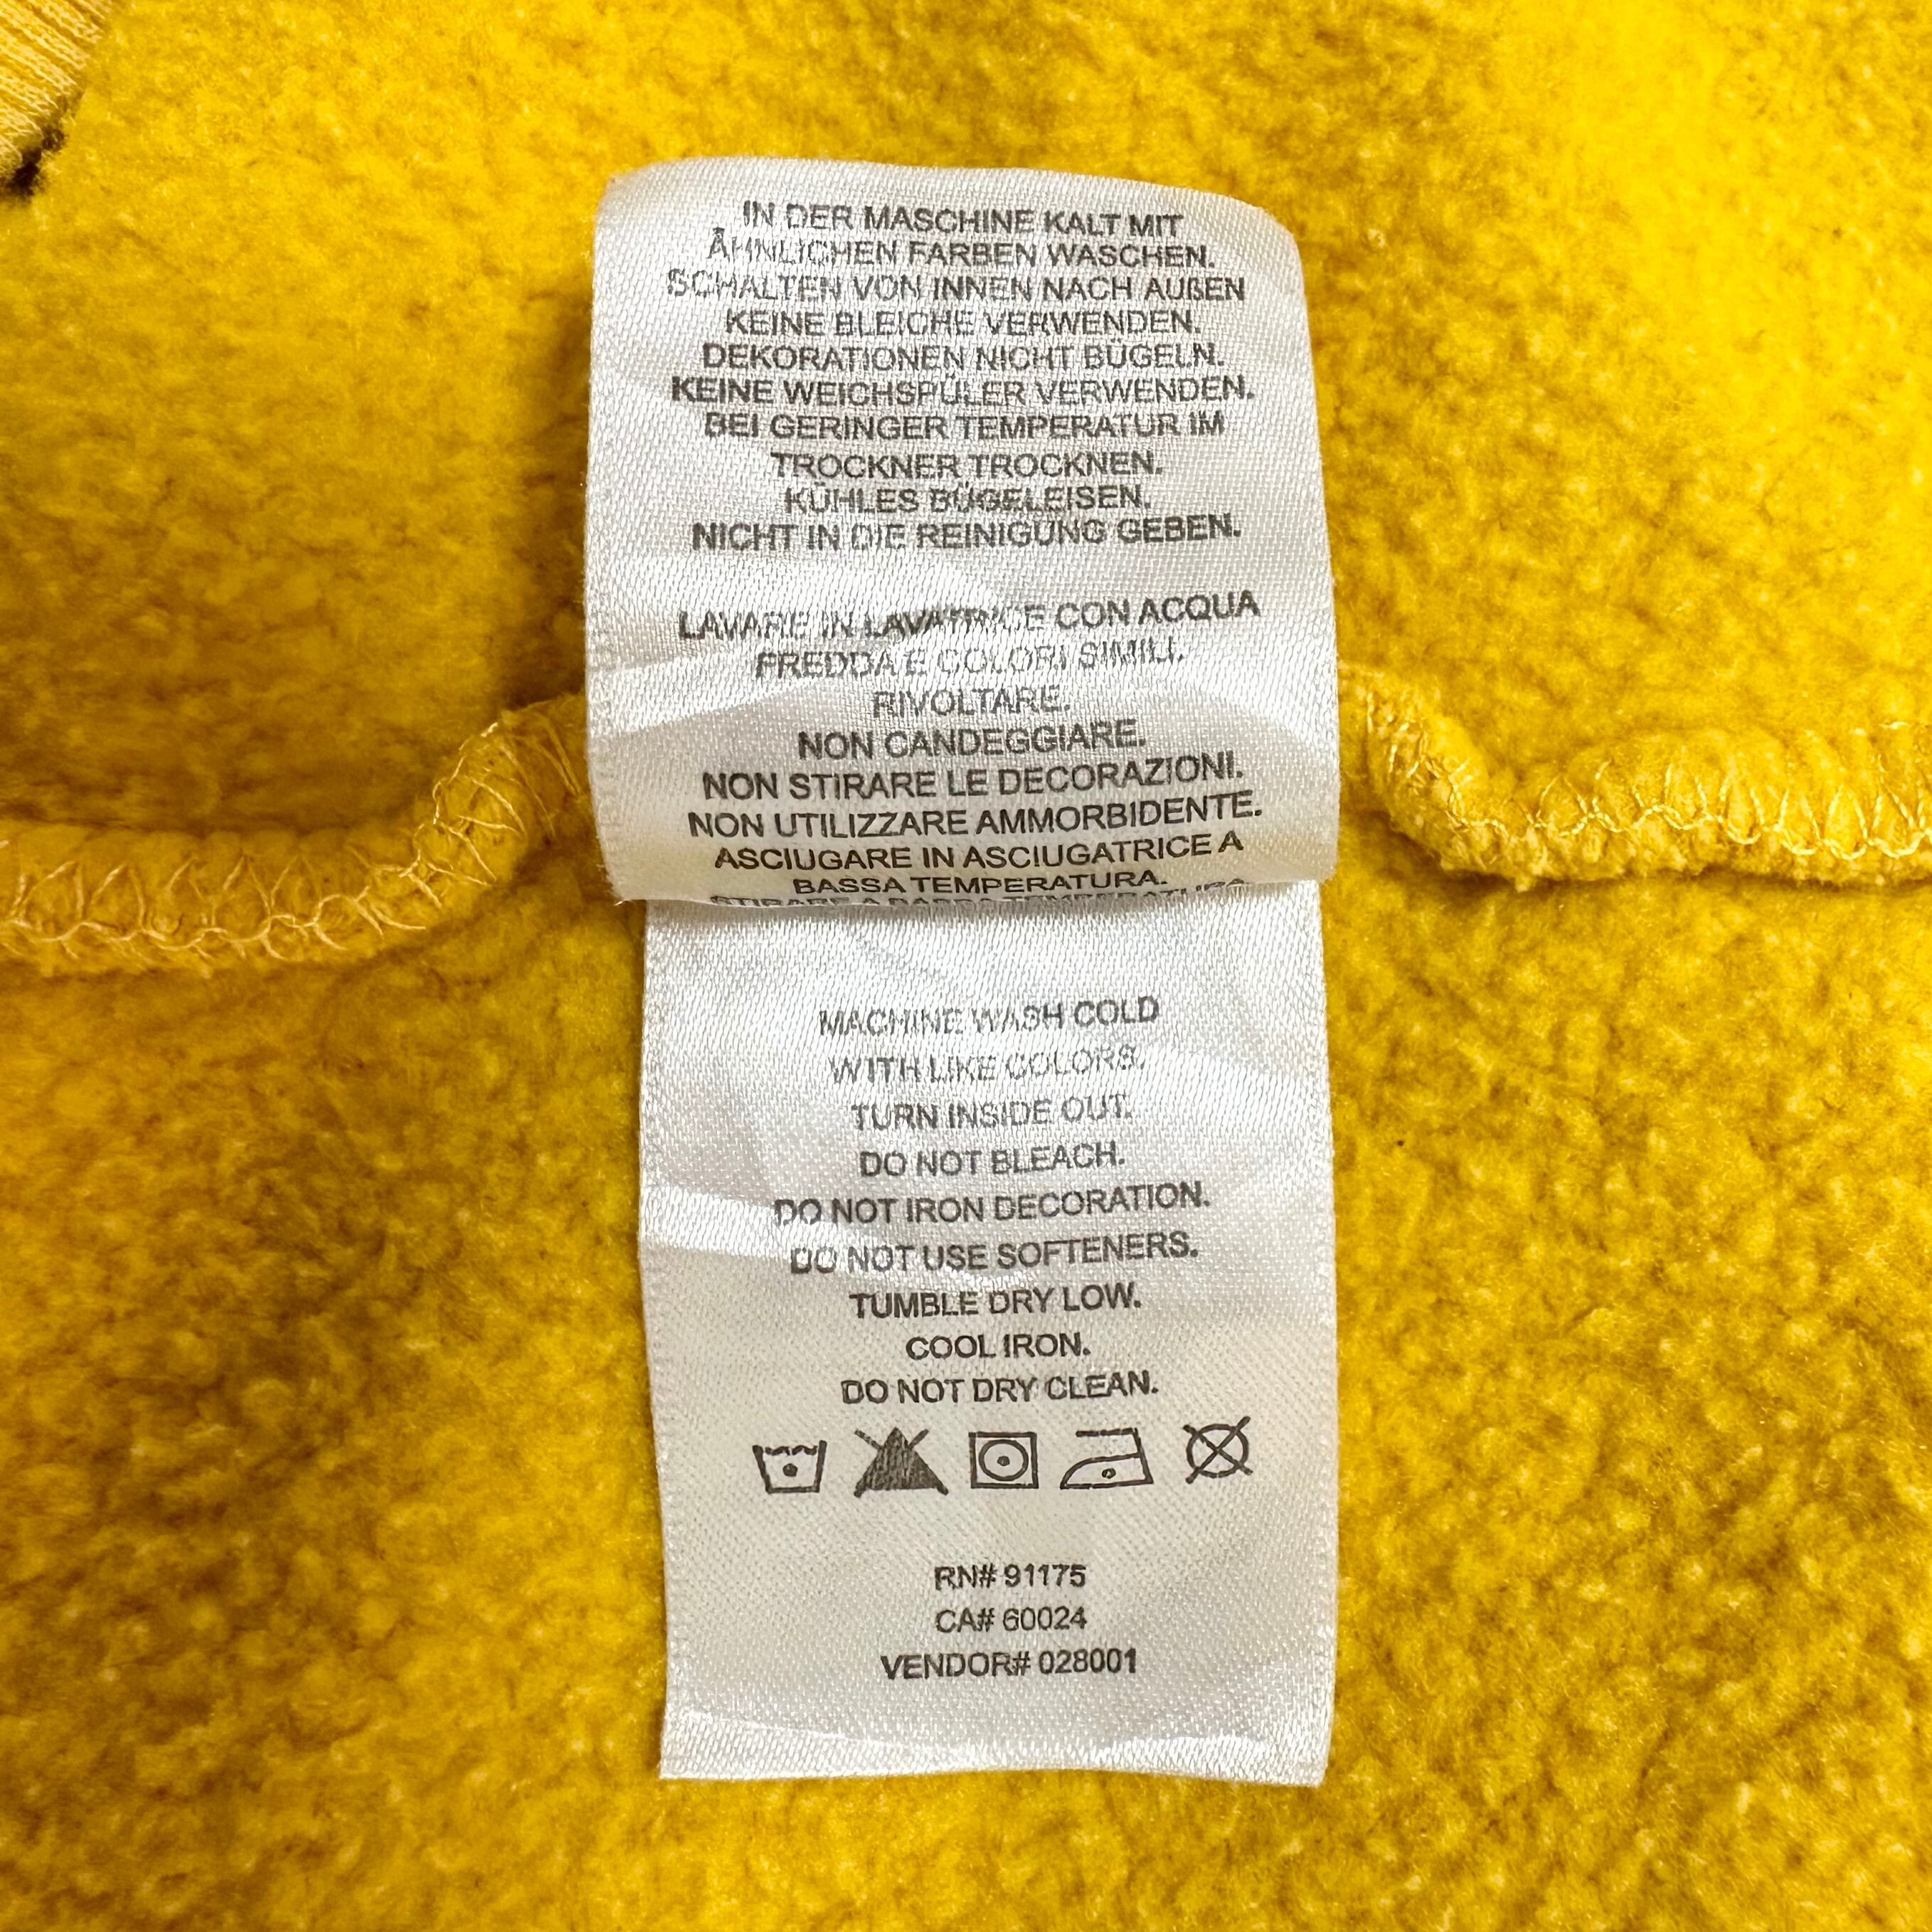 IN DER MASCHINE KALT MIT
ÄHNLICHEN FARBEN WASCHEN.
SCHALTEN VON INNEN NACH AUßEN
KEINE BLEICHE VERWENDEN.
DEKORATIONEN NICHT BÜGELN.
KEINE WEICHSPÜLER VERWENDEN.
BEI GERINGER TEMPERATUR IM
TROCKNER TROCKNEN.
KÜHLES BÜGELEISEN.
NICHT IN DIE REINIGUNG GEBEN.
LAVARE IN LAVATRICE CON ACQUA
FREDDA E COLORI SIMILI.
RIVOLTARE.
NON CANDEGGIARE.
NON STIRARE LE DECORAZIONI.
NON UTILIZZARE AMMORBIDENTE.
ASCIUGARE IN ASCIUGATRICE A
BASSA TEMPERATURA.
STIRARE A BASSA TEMPERATURA
MACHINE WASH COLD
WITH LIKE COLORS.
TURN INSIDE OUT.
DO NOT BLEACH.
DO NOT IRON DECORATION.
DO NOT USE SOFTENERS.
TUMBLE DRY LOW.
COOL IRON.
DO NOT DRY CLEAN.
RN# 91175
CA# 60024
VENDOR# 028001